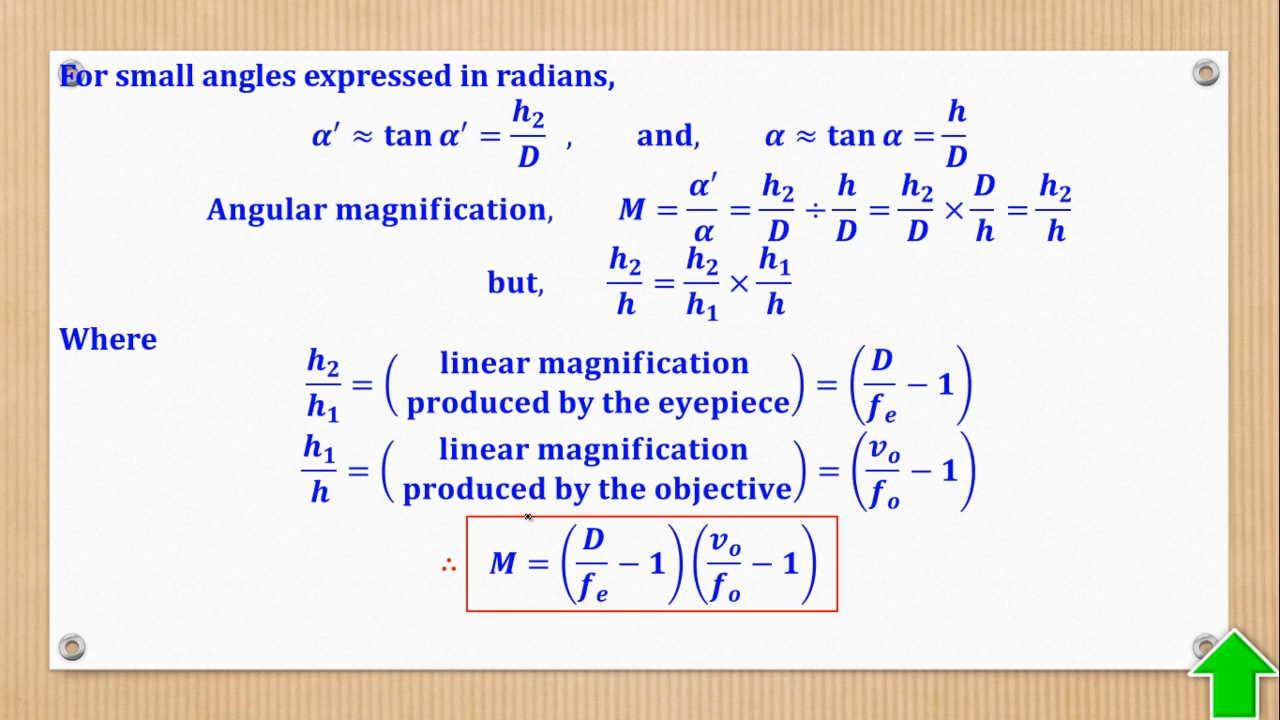 For small angles expressed in radians,
α′ ≈ tan α′ = h₂/D , and, α ≈ tan α = h/D
Angular magnification, M = α′/α = h₂/D ÷ h/D = h₂/D × D/h = h₂/h
but, h₂/h = h₂/h₁ × h₁/h
Where
h₂/h₁ = (linear magnification produced by the eyepiece) = (D/fₑ − 1)
h₁/h = (linear magnification produced by the objective) = (vₒ/fₒ − 1)
∴ M = (D/fₑ − 1)(vₒ/fₒ − 1)